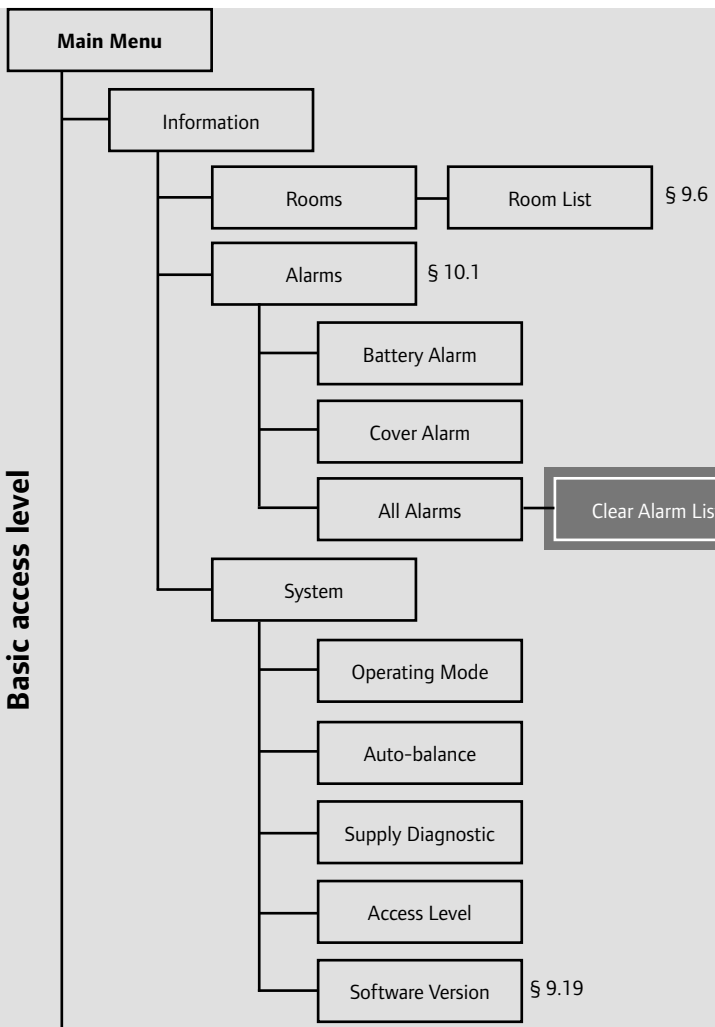 Main Menu
Information
Rooms
Room List
§ 9.6
Alarms
§ 10.1
Battery Alarm
Cover Alarm
All Alarms
Clear Alarm Lis
System
Operating Mode
Auto-balance
Supply Diagnostic
Access Level
Software Version
§ 9.19
Basic access level